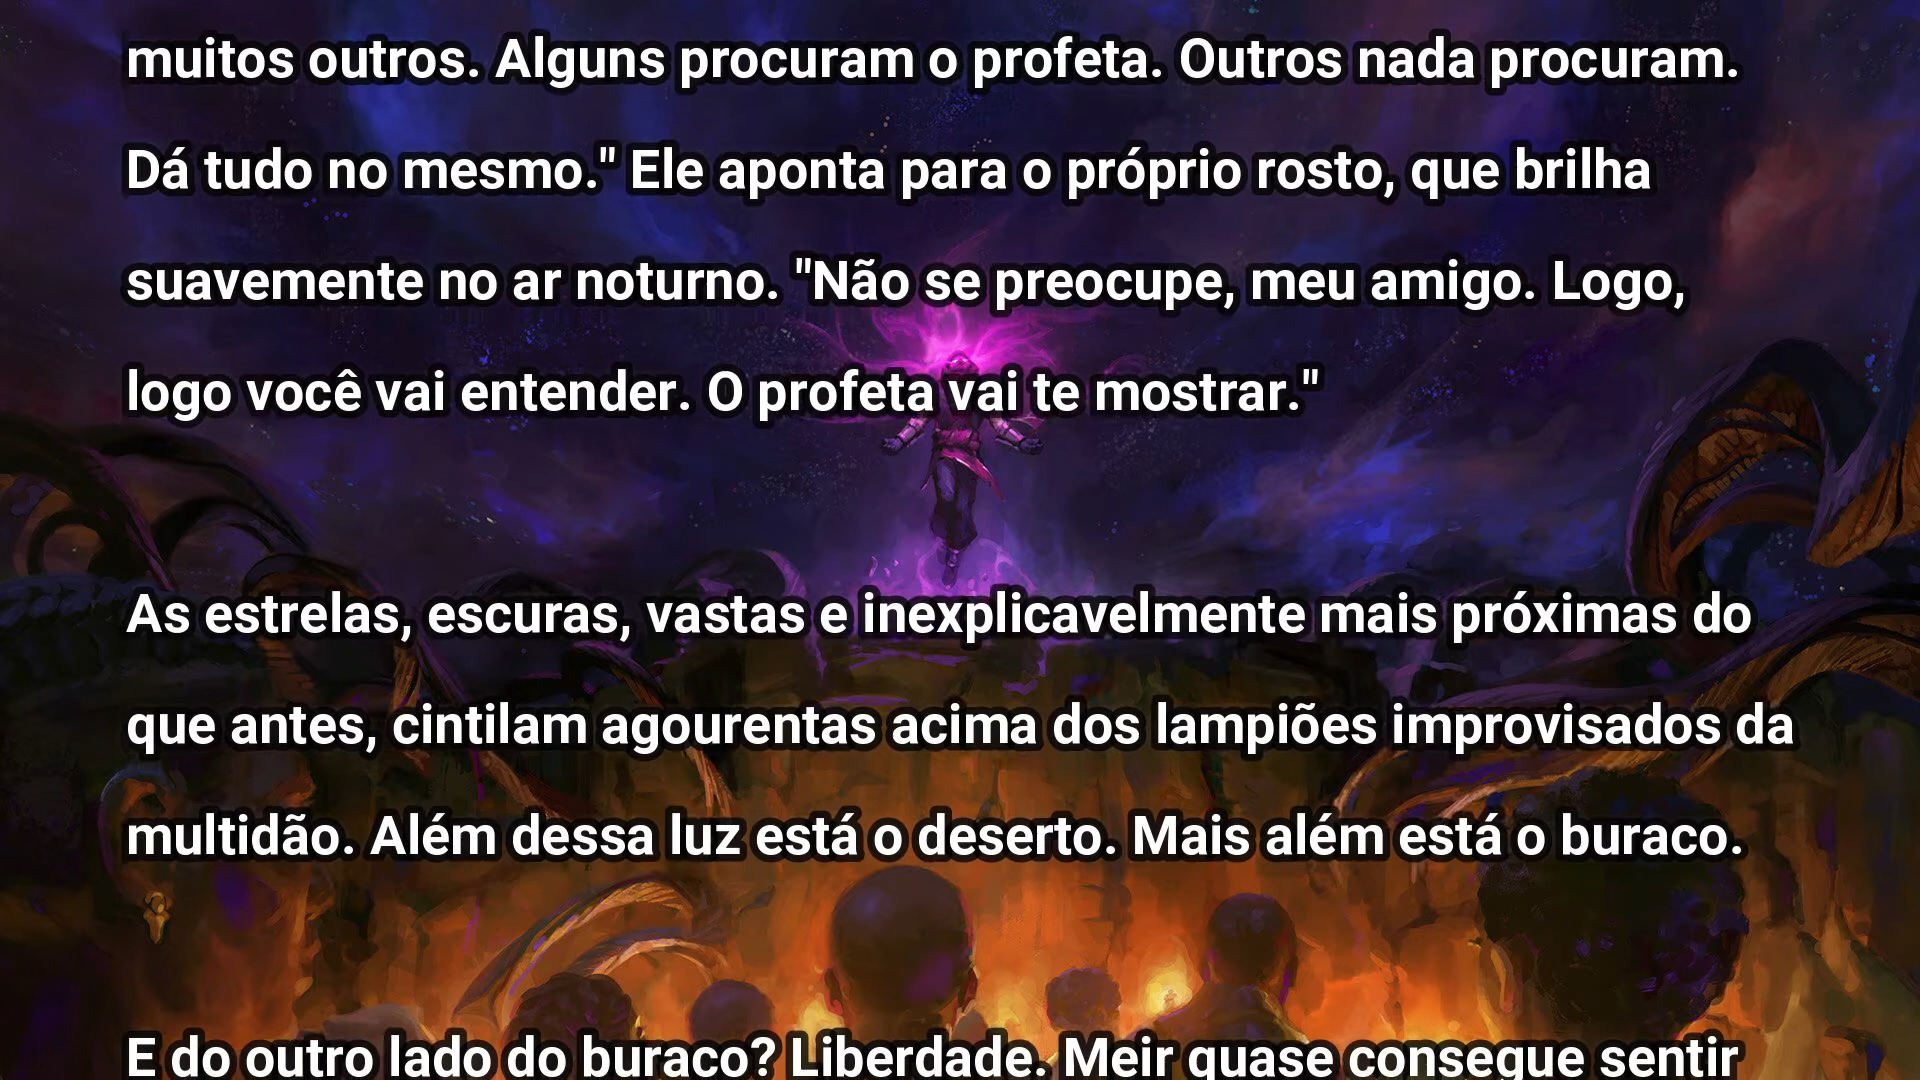 muitos outros. Alguns procuram o profeta. Outros nada procuram.
Dá tudo no mesmo." Ele aponta para o próprio rosto, que brilha
suavemente no ar noturno. "Não se preocupe, meu amigo. Logo,
logo você vai entender. O profeta vai te mostrar."
As estrelas, escuras, vastas e inexplicavelmente mais próximas do
que antes, cintilam agourentas acima dos lampiões improvisados da
multidão. Além dessa luz está o deserto. Mais além está o buraco.
E do outro lado do buraco? Liberdade. Meir quase consegue sentir